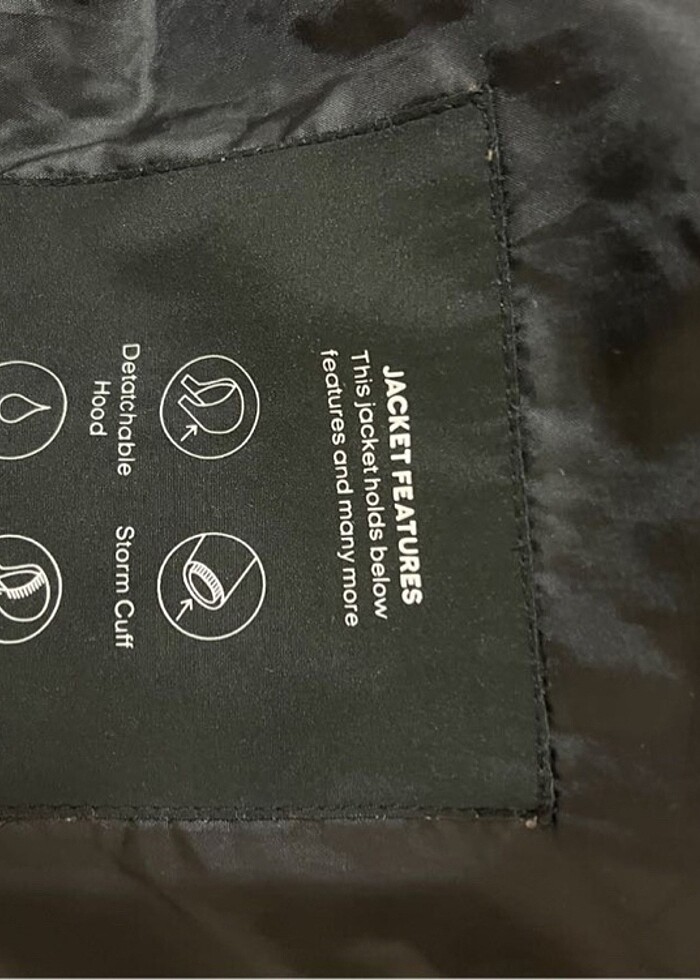 JACKET FEATURES
This jacket holds below
features and many more
Detatchable
Hood
Storm Cuff